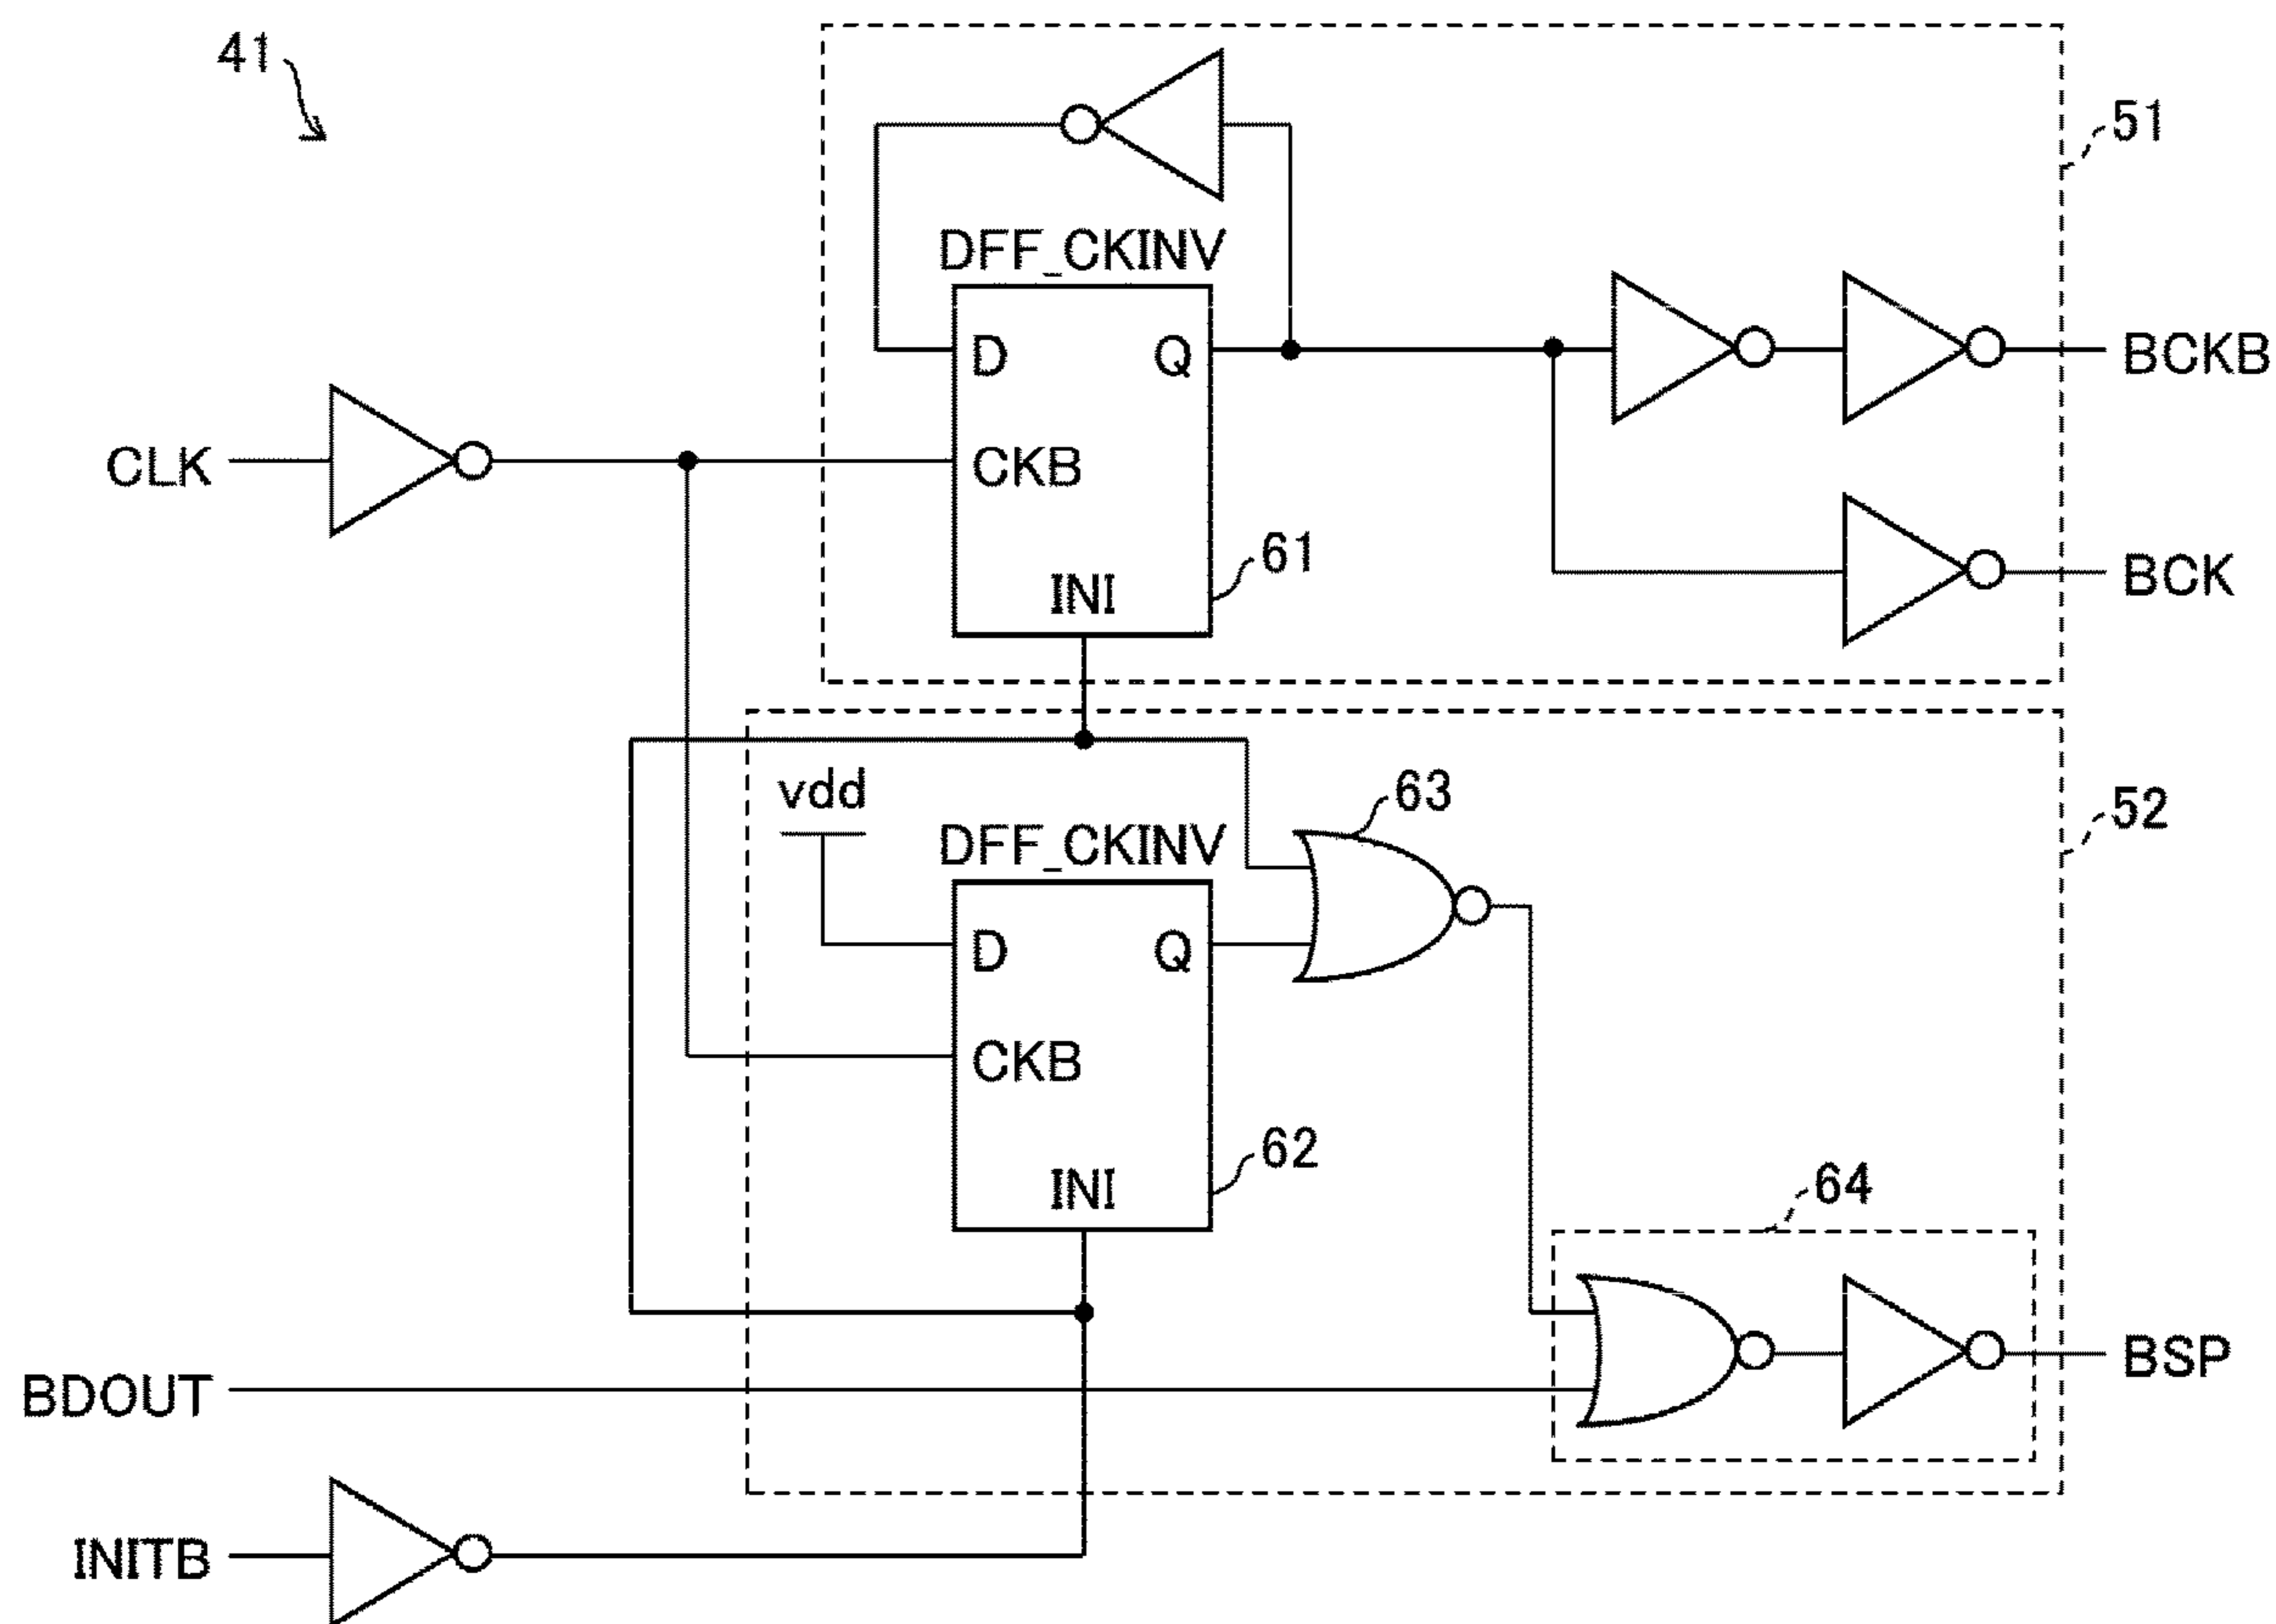 41
51
DFF_CKINV
D
Q
BCKB
CLK
CKB
61
BCK
INI
vdd
63
52
DFF_CKINV
D
Q
CKB
62
64
INI
BSP
BDOUT
INITB